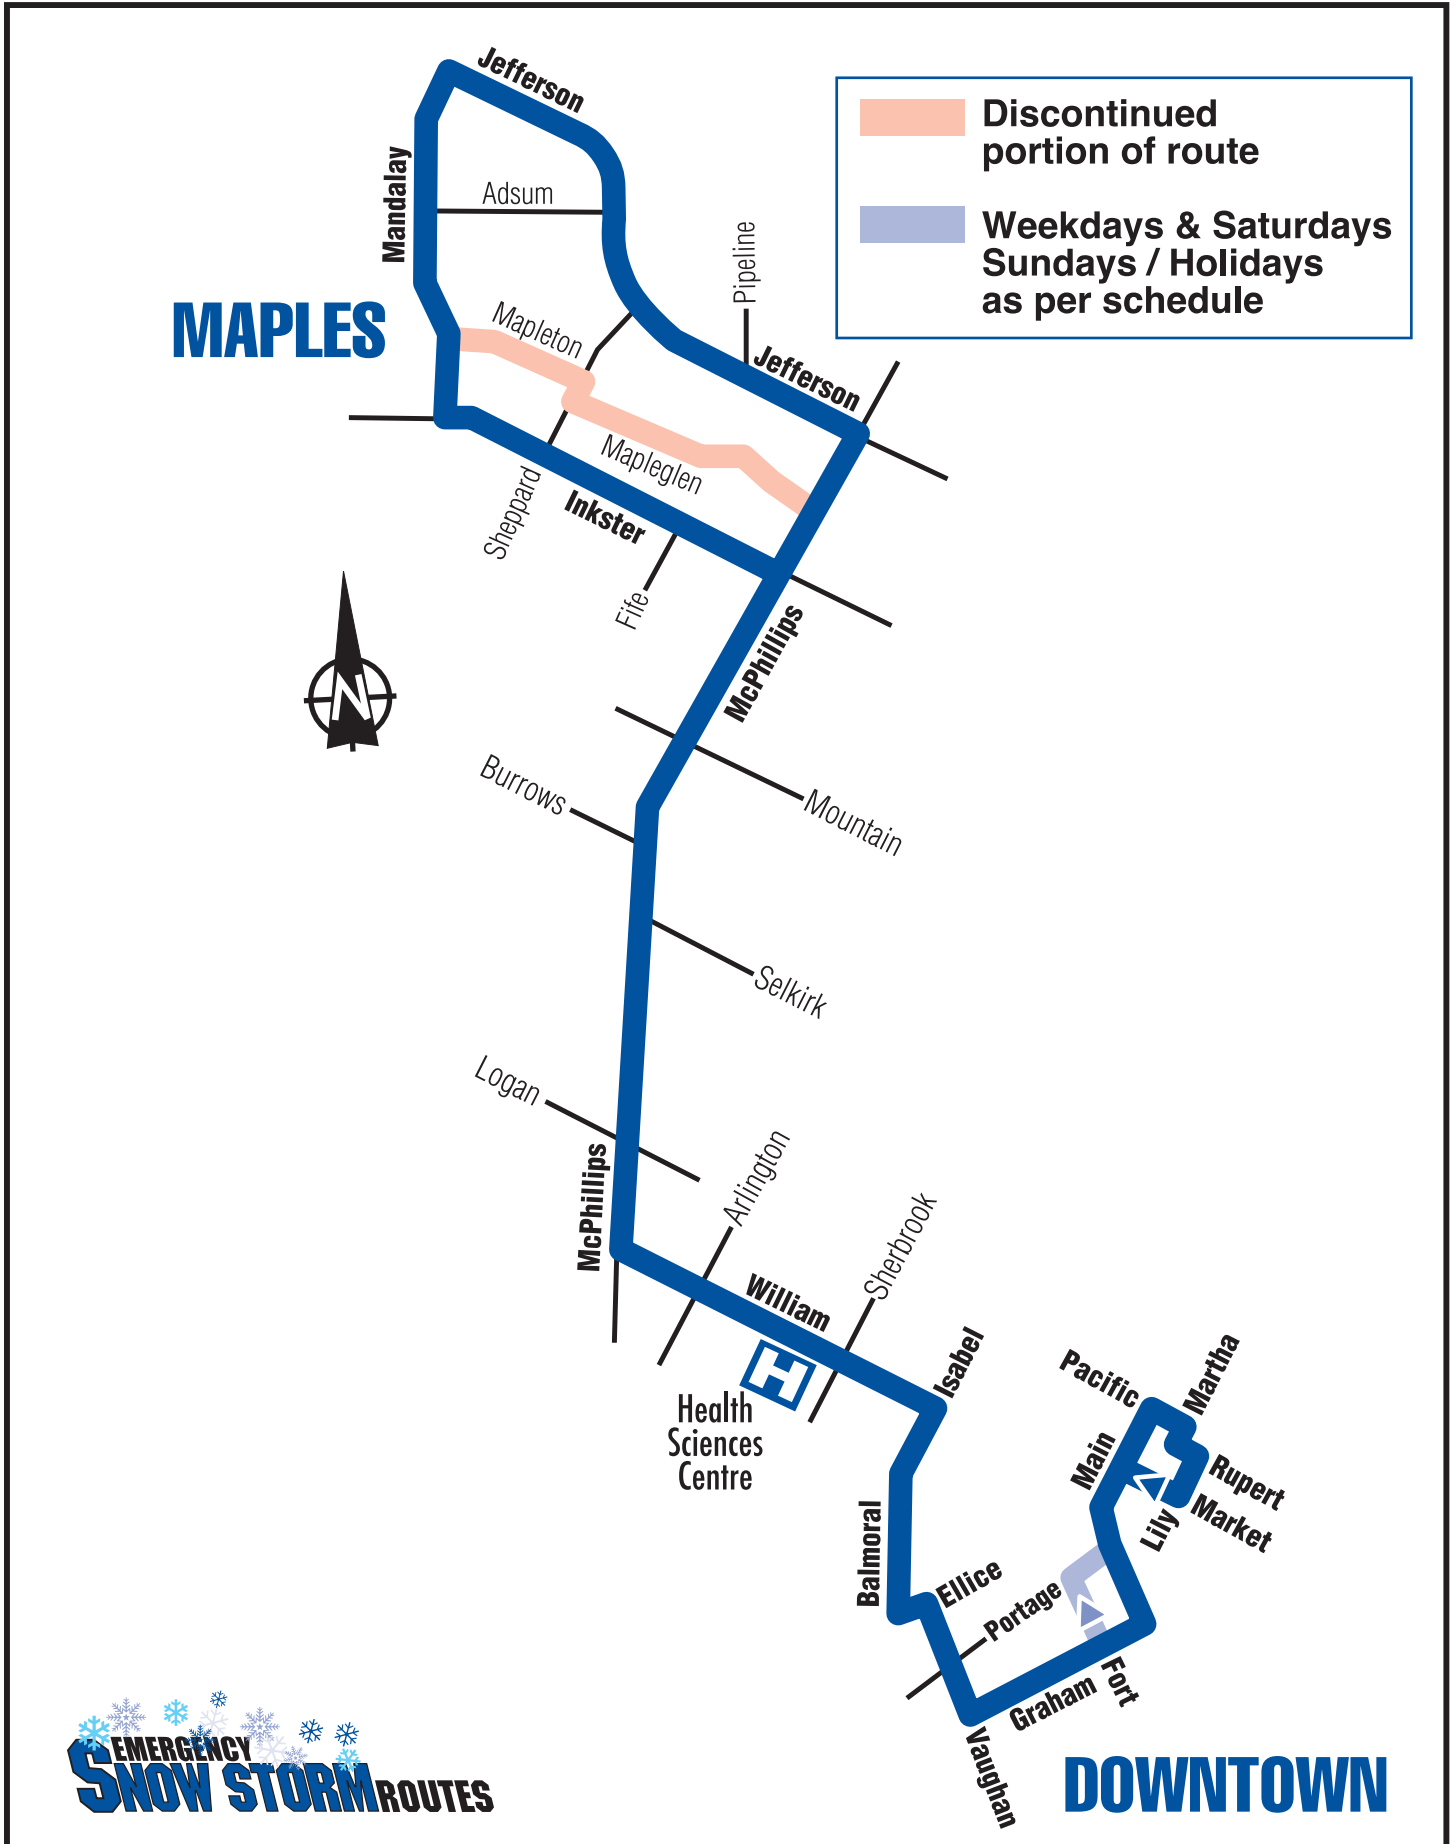 Jefferson
Discontinued
portion of route
Mandalay
Adsum
Weekdays & Saturdays
Sundays / Holidays
as per schedule
Pipeline
MAPLES
Mapleton
Jefferson
Mapleglen
Sheppard
Inkster
Fife
McPhillips
N
Burrows
Mountain
Selkirk
Logan
McPhillips
Arlington
Sherbrook
William
H
Health
Sciences
Centre
Isabel
Pacific
Martha
Main
Rupert
Market
Lily
Balmoral
Ellice
Portage
Fort
Graham
Vaughan
EMERGENCY
SNOW STORM ROUTES
DOWNTOWN